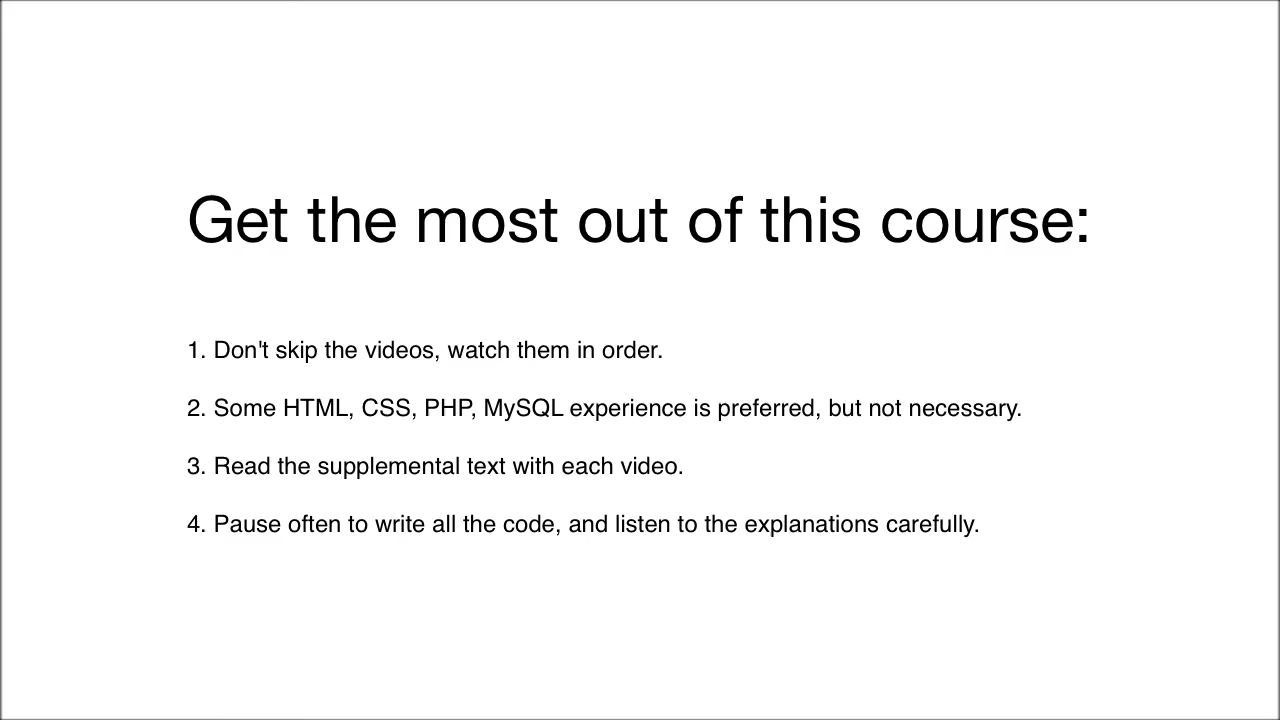 Get the most out of this course:
1. Don't skip the videos, watch them in order.
2. Some HTML, CSS, PHP, MySQL experience is preferred, but not necessary.
3. Read the supplemental text with each video.
4. Pause often to write all the code, and listen to the explanations carefully.